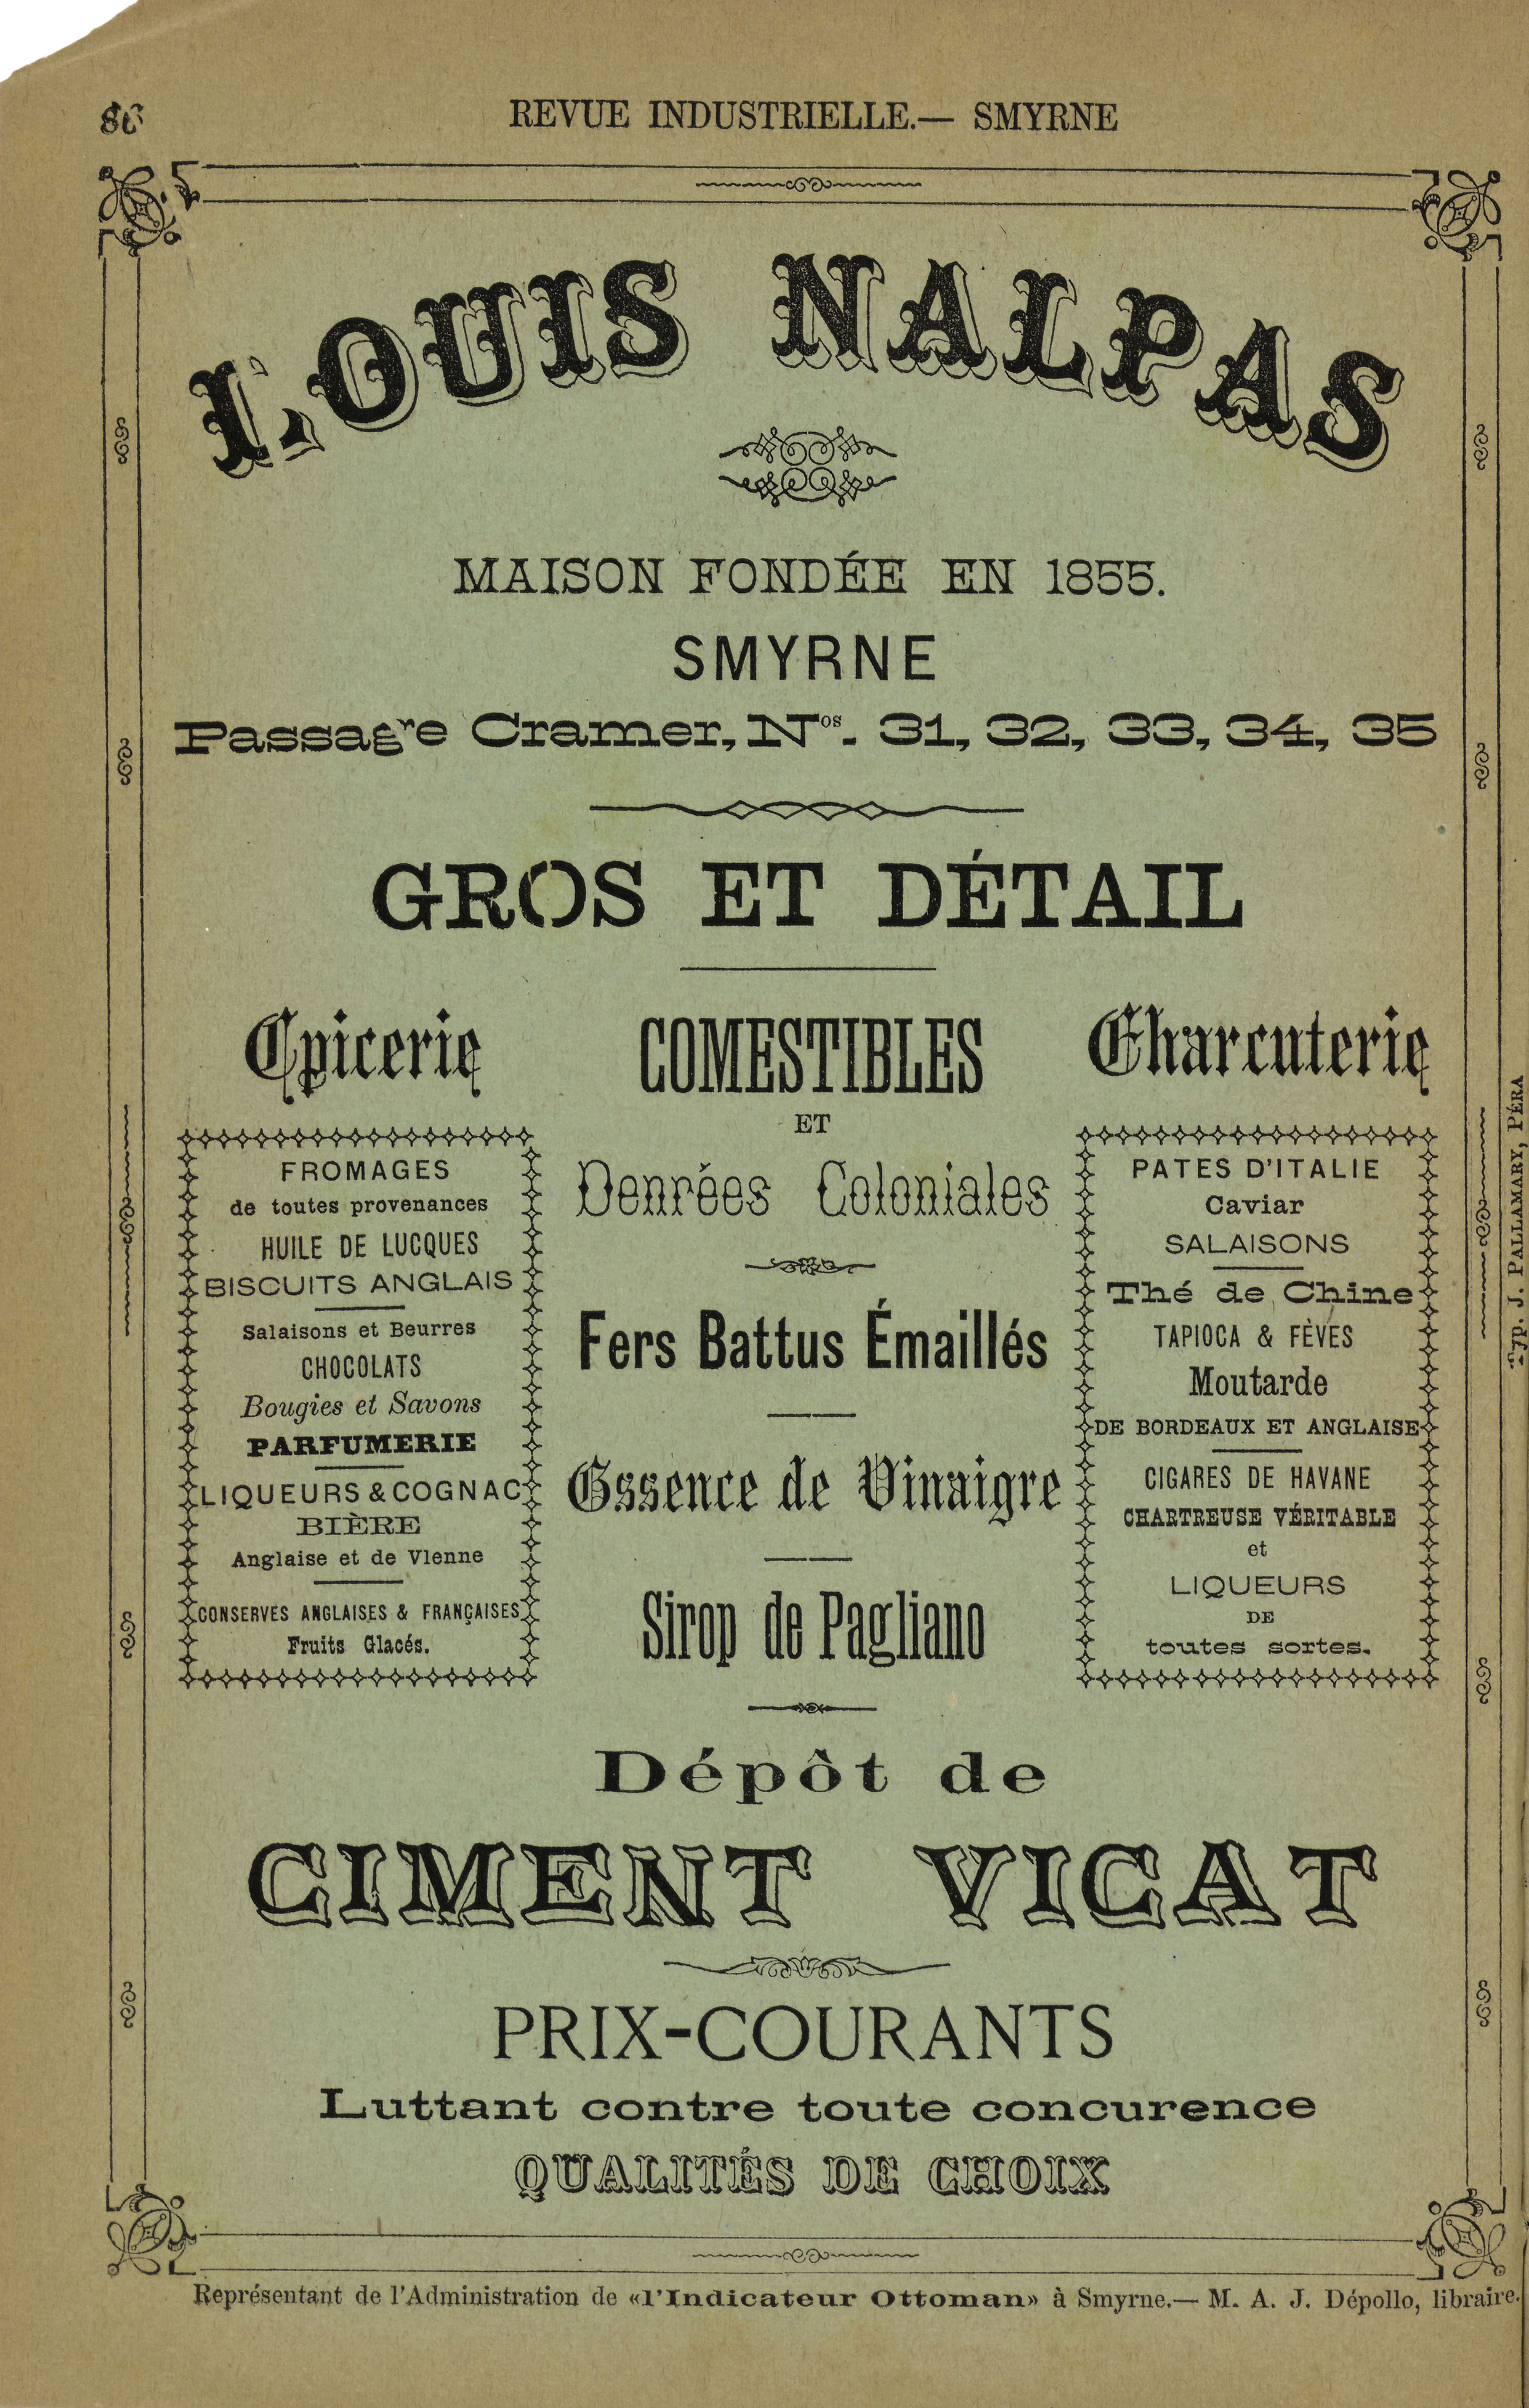 86
REVUE INDUSTRIELLE.— SMYRNE
LOUIS NALPAS
MAISON FONDÉE EN 1855.
SMYRNE
Passage Cramer, Nos. 31, 32, 33, 34, 35
GROS ET DÉTAIL
Epicerie
FROMAGES
de toutes provenances
HUILE DE LUCQUES
BISCUITS ANGLAIS
Salaisons et Beurres
CHOCOLATS
Bougies et Savons
PARFUMERIE
LIQUEURS & COGNAC
BIÈRE
Anglaise et de Vienne
CONSERVES ANGLAISES & FRANÇAISES
Fruits Glacés.
COMESTIBLES
ET
Denrées Coloniales
Fers Battus Émaillés
Essence de Vinaigre
Sirop de Pagliano
Charcuterie
PATES D'ITALIE
Caviar
SALAISONS
Thé de Chine
TAPIOCA & FÈVES
Moutarde
DE BORDEAUX ET ANGLAISE
CIGARES DE HAVANE
CHARTREUSE VÉRITABLE
et
LIQUEURS
DE
toutes sortes.
Dépôt de
CIMENT VICAT
PRIX-COURANTS
Luttant contre toute concurence
QUALITÉS DE CHOIX
Représentant de l'Administration de «l'Indicateur Ottoman» à Smyrne.— M. A. J. Dépollo, libraire.
Typ. J. PALLAMARY, PÉRA